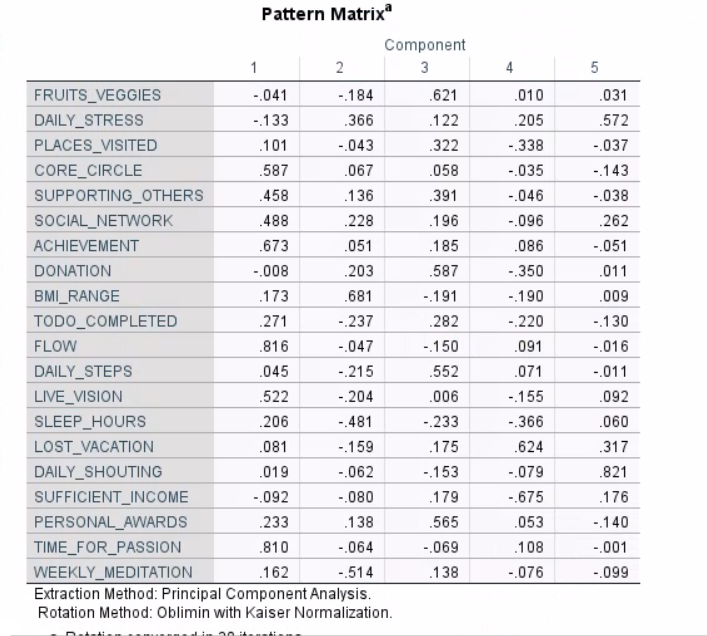 Pattern Matrixa
Component
1 2 3 4 5
FRUITS_VEGGIES -.041 -.184 .621 .010 .031
DAILY_STRESS -.133 .366 .122 .205 .572
PLACES_VISITED .101 -.043 .322 -.338 -.037
CORE_CIRCLE .587 .067 .058 -.035 -.143
SUPPORTING_OTHERS .458 .136 .391 -.046 -.038
SOCIAL_NETWORK .488 .228 .196 -.096 .262
ACHIEVEMENT .673 .051 .185 .086 -.051
DONATION -.008 .203 .587 -.350 .011
BMI_RANGE .173 .681 -.191 -.190 .009
TODO_COMPLETED .271 -.237 .282 -.220 -.130
FLOW .816 -.047 -.150 .091 -.016
DAILY_STEPS .045 -.215 .552 .071 -.011
LIVE_VISION .522 -.204 .006 -.155 .092
SLEEP_HOURS .206 -.481 -.233 -.366 .060
LOST_VACATION .081 -.159 .175 .624 .317
DAILY_SHOUTING .019 -.062 -.153 -.079 .821
SUFFICIENT_INCOME -.092 -.080 .179 -.675 .176
PERSONAL_AWARDS .233 .138 .565 .053 -.140
TIME_FOR_PASSION .810 -.064 -.069 .108 -.001
WEEKLY_MEDITATION .162 -.514 .138 -.076 -.099
Extraction Method: Principal Component Analysis.
Rotation Method: Oblimin with Kaiser Normalization.
a. Rotation converged in iterations.